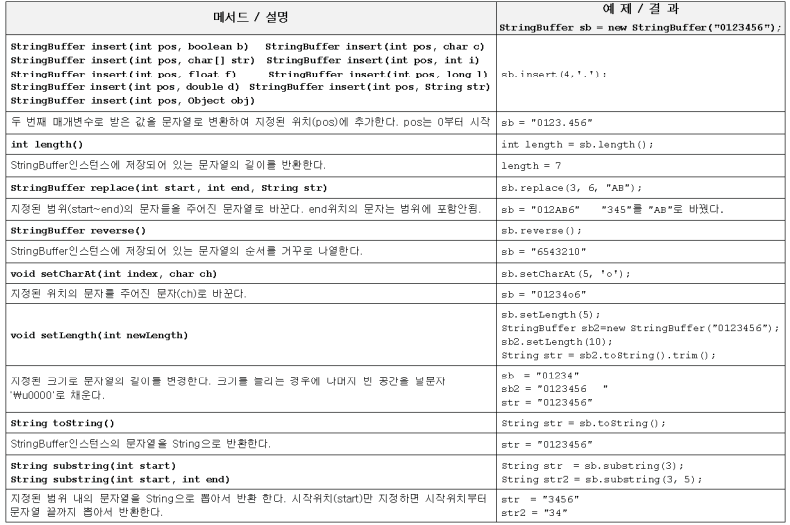 메서드 / 설명
예 제 / 결 과
StringBuffer sb = new StringBuffer("0123456");
StringBuffer insert(int pos, boolean b) StringBuffer insert(int pos, char c)
StringBuffer insert(int pos, char[] str) StringBuffer insert(int pos, int i)
StringBuffer insert(int pos, float f) StringBuffer insert(int pos, long l)
StringBuffer insert(int pos, double d) StringBuffer insert(int pos, String str)
StringBuffer insert(int pos, Object obj)
sb.insert(4,'.');
두 번째 매개변수로 받은 값을 문자열로 변환하여 지정된 위치(pos)에 추가한다. pos는 0부터 시작
sb = "0123.456"
int length()
int length = sb.length();
StringBuffer인스턴스에 저장되어 있는 문자열의 길이를 반환한다.
length = 7
StringBuffer replace(int start, int end, String str)
sb.replace(3, 6, "AB");
지정된 범위(start~end)의 문자들을 주어진 문자열로 바꾼다. end위치의 문자는 범위에 포함안됨.
sb = "012AB6" "345"를 "AB"로 바꿨다.
StringBuffer reverse()
sb.reverse();
StringBuffer인스턴스에 저장되어 있는 문자열의 순서를 거꾸로 나열한다.
sb = "6543210"
void setCharAt(int index, char ch)
sb.setCharAt(5, 'o');
지정된 위치의 문자를 주어진 문자(ch)로 바꾼다.
sb = "01234o6"
void setLength(int newLength)
sb.setLength(5);
StringBuffer sb2=new StringBuffer("0123456");
sb2.setLength(10);
String str = sb2.toString().trim();
지정된 크기로 문자열의 길이를 변경한다. 크기를 늘리는 경우에 나머지 빈 공간을 널문자
'₩u0000'로 채운다.
sb = "01234"
sb2 = "0123456 "
str = "0123456"
String toString()
String str = sb.toString();
StringBuffer인스턴스의 문자열을 String으로 반환한다.
str = "0123456"
String substring(int start)
String substring(int start, int end)
String str = sb.substring(3);
String str2 = sb.substring(3, 5);
지정된 범위 내의 문자열을 String으로 뽑아서 반환 한다. 시작위치(start)만 지정하면 시작위치부터
문자열 끝까지 뽑아서 반환한다.
str = "3456"
str2 = "34"